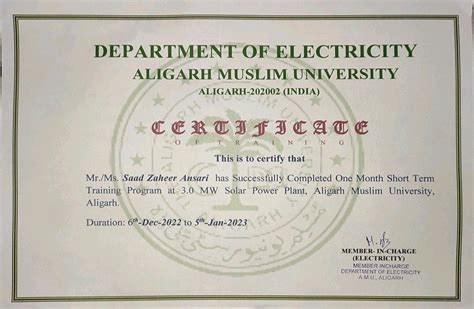 DEPARTMENT OF ELECTRICITY
ALIGARH MUSLIM UNIVERSITY
ALIGARH-202002 (INDIA)
CERTIFICATE
OF TRAINING
This is to certify that
Mr./Ms. Saad Zaheer Ansari has Successfully Completed One Month Short Term
Training Program at 3.0 MW Solar Power Plant, Aligarh Muslim University,
Aligarh.
Duration: 6th-Dec-2022 to 5th-Jan-2023
MEMBER- IN-CHARGE
(ELECTRICITY)
MEMBER INCHARGE
DEPARTMENT OF ELECTRICITY
A.M.U., ALIGARH